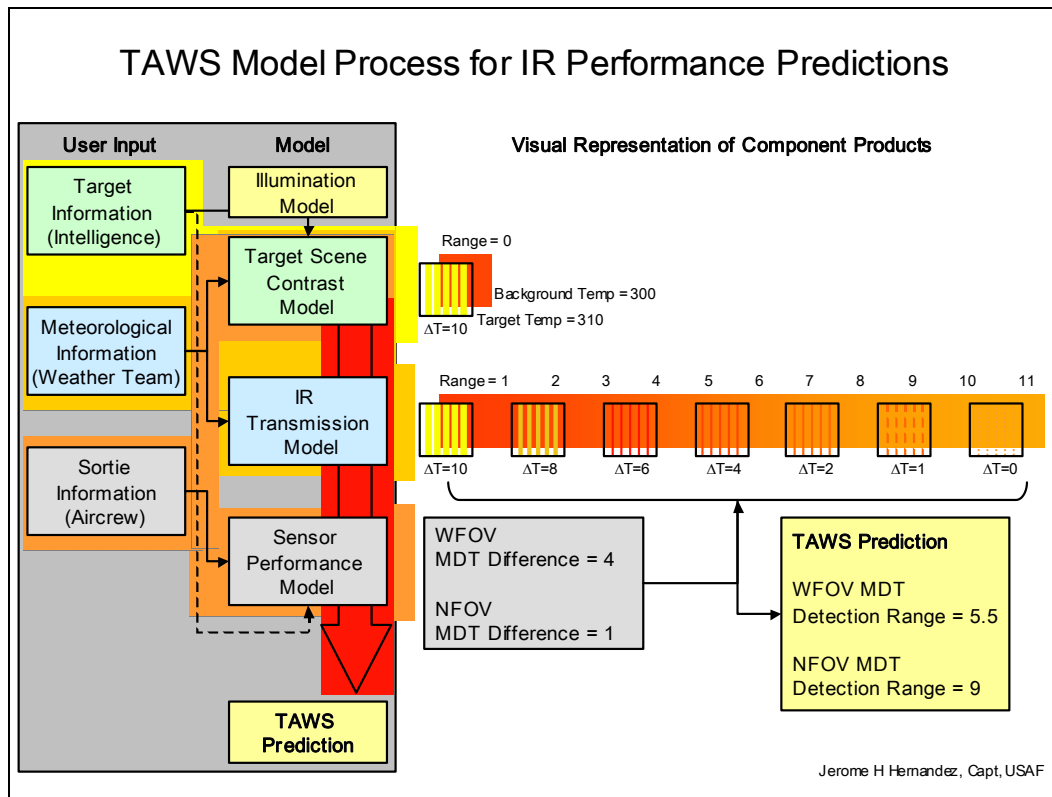 TAWS Model Process for IR Performance Predictions
User Input
Model
Visual Representation of Component Products
Target
Information
(Intelligence)
Illumination
Model
Target Scene
Contrast
Model
Meteorological
Information
(Weather Team)
IR
Transmission
Model
Sortie
Information
(Aircrew)
Sensor
Performance
Model
TAWS
Prediction
Range = 0
Background Temp = 300
Target Temp = 310
ΔT=10
Range = 1 2 3 4 5 6 7 8 9 10 11
ΔT=10 ΔT=8 ΔT=6 ΔT=4 ΔT=2 ΔT=1 ΔT=0
WFOV
MDT Difference = 4
NFOV
MDT Difference = 1
TAWS Prediction
WFOV MDT
Detection Range = 5.5
NFOV MDT
Detection Range = 9
Jerome H Hernandez, Capt, USAF